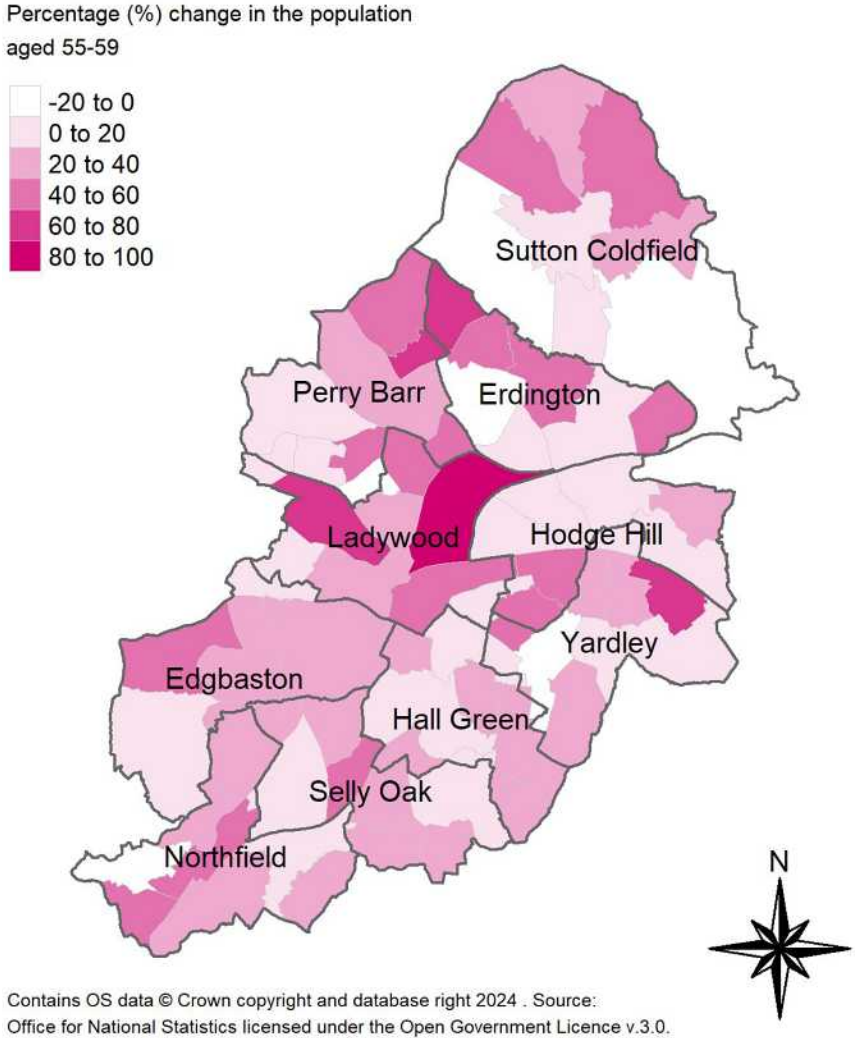 Percentage (%) change in the population
aged 55-59
-20 to 0
0 to 20
20 to 40
40 to 60
60 to 80
80 to 100
Sutton Coldfield
Perry Barr
Erdington
Ladywood
Hodge Hill
Yardley
Edgbaston
Hall Green
Selly Oak
Northfield
N
Contains OS data © Crown copyright and database right 2024 . Source:
Office for National Statistics licensed under the Open Government Licence v.3.0.